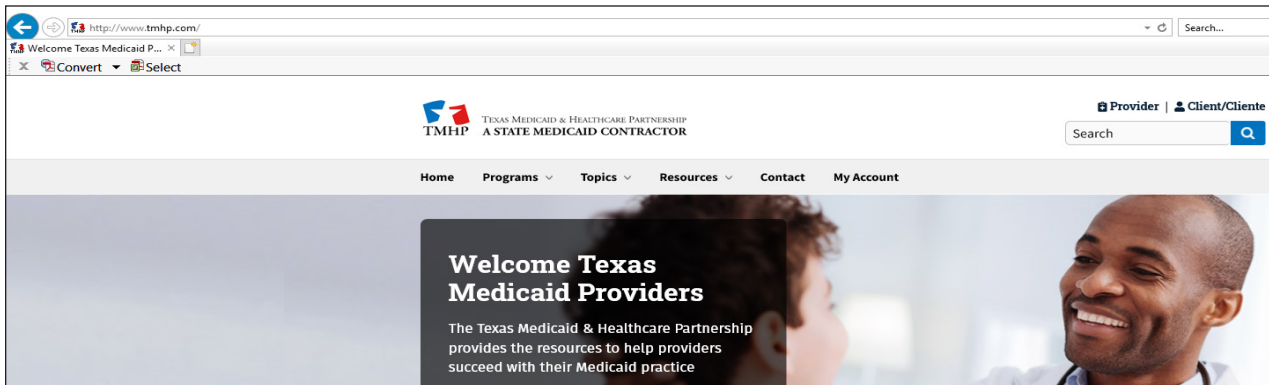 http://www.tmhp.com/
Search...
Welcome Texas Medicaid P...
x Convert Select
Provider | Client/Cliente
TMHP
TEXAS MEDICAID & HEALTHCARE PARTNERSHIP
A STATE MEDICAID CONTRACTOR
Search
Home Programs Topics Resources Contact My Account
Welcome Texas
Medicaid Providers
The Texas Medicaid & Healthcare Partnership
provides the resources to help providers
succeed with their Medicaid practice